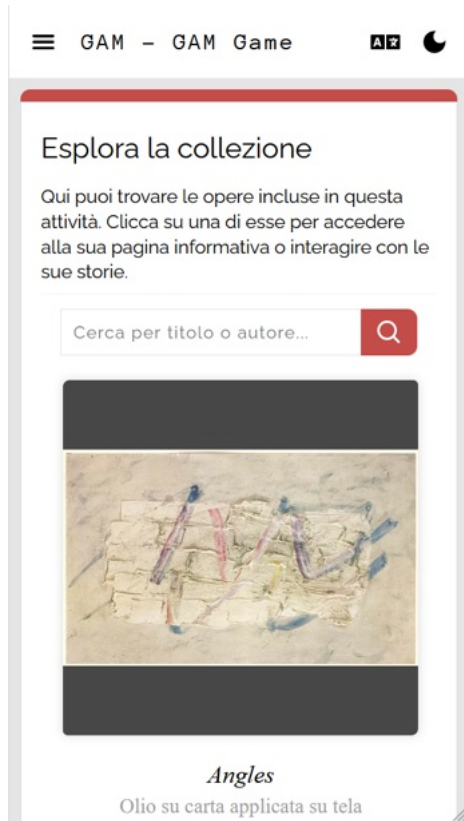 GAM – GAM Game
Esplora la collezione
Qui puoi trovare le opere incluse in questa
attività. Clicca su una di esse per accedere
alla sua pagina informativa o interagire con le
sue storie.
Cerca per titolo o autore...
Angles
Olio su carta applicata su tela